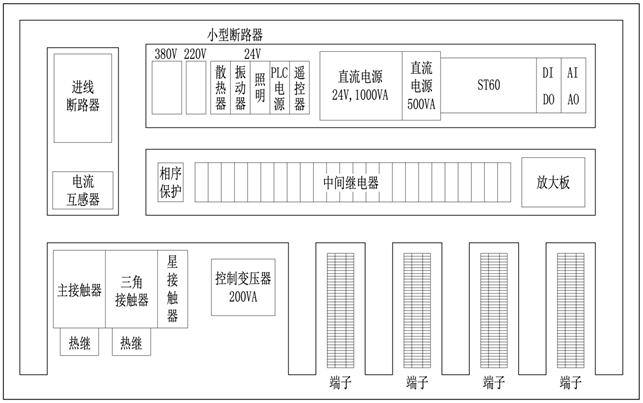 小型断路器
380V 220V 24V
进线
断路器
散热器
振动器
照明
PLC
电源
遥控器
直流电源
24V,1000VA
直流
电源
500VA
ST60
DI
DO
AI
AO
电流
互感器
相序
保护
中间继电器
放大板
主接触器
三角
接触器
星接触器
控制变压器
200VA
热继
热继
端子
端子
端子
端子